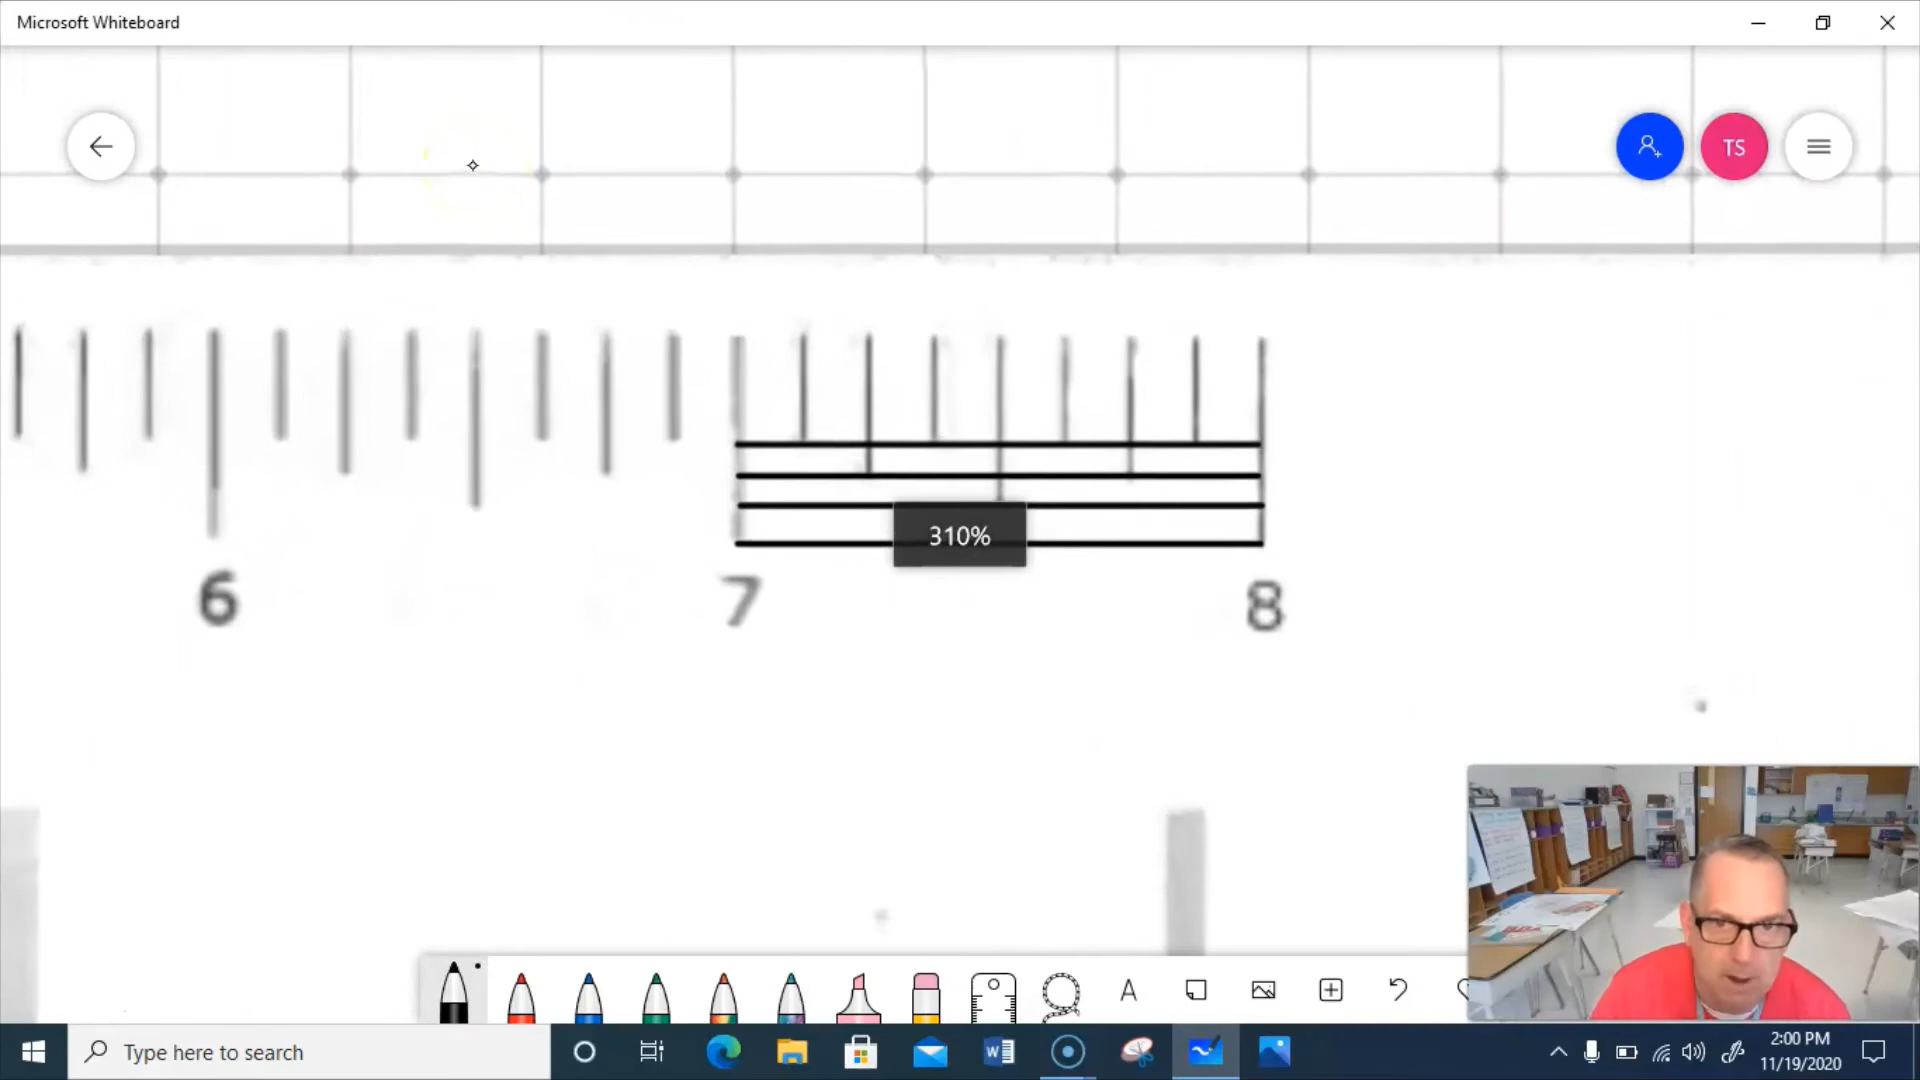 Microsoft Whiteboard
TS
310%
6 7 8
A
Type here to search
2:00 PM
11/19/2020